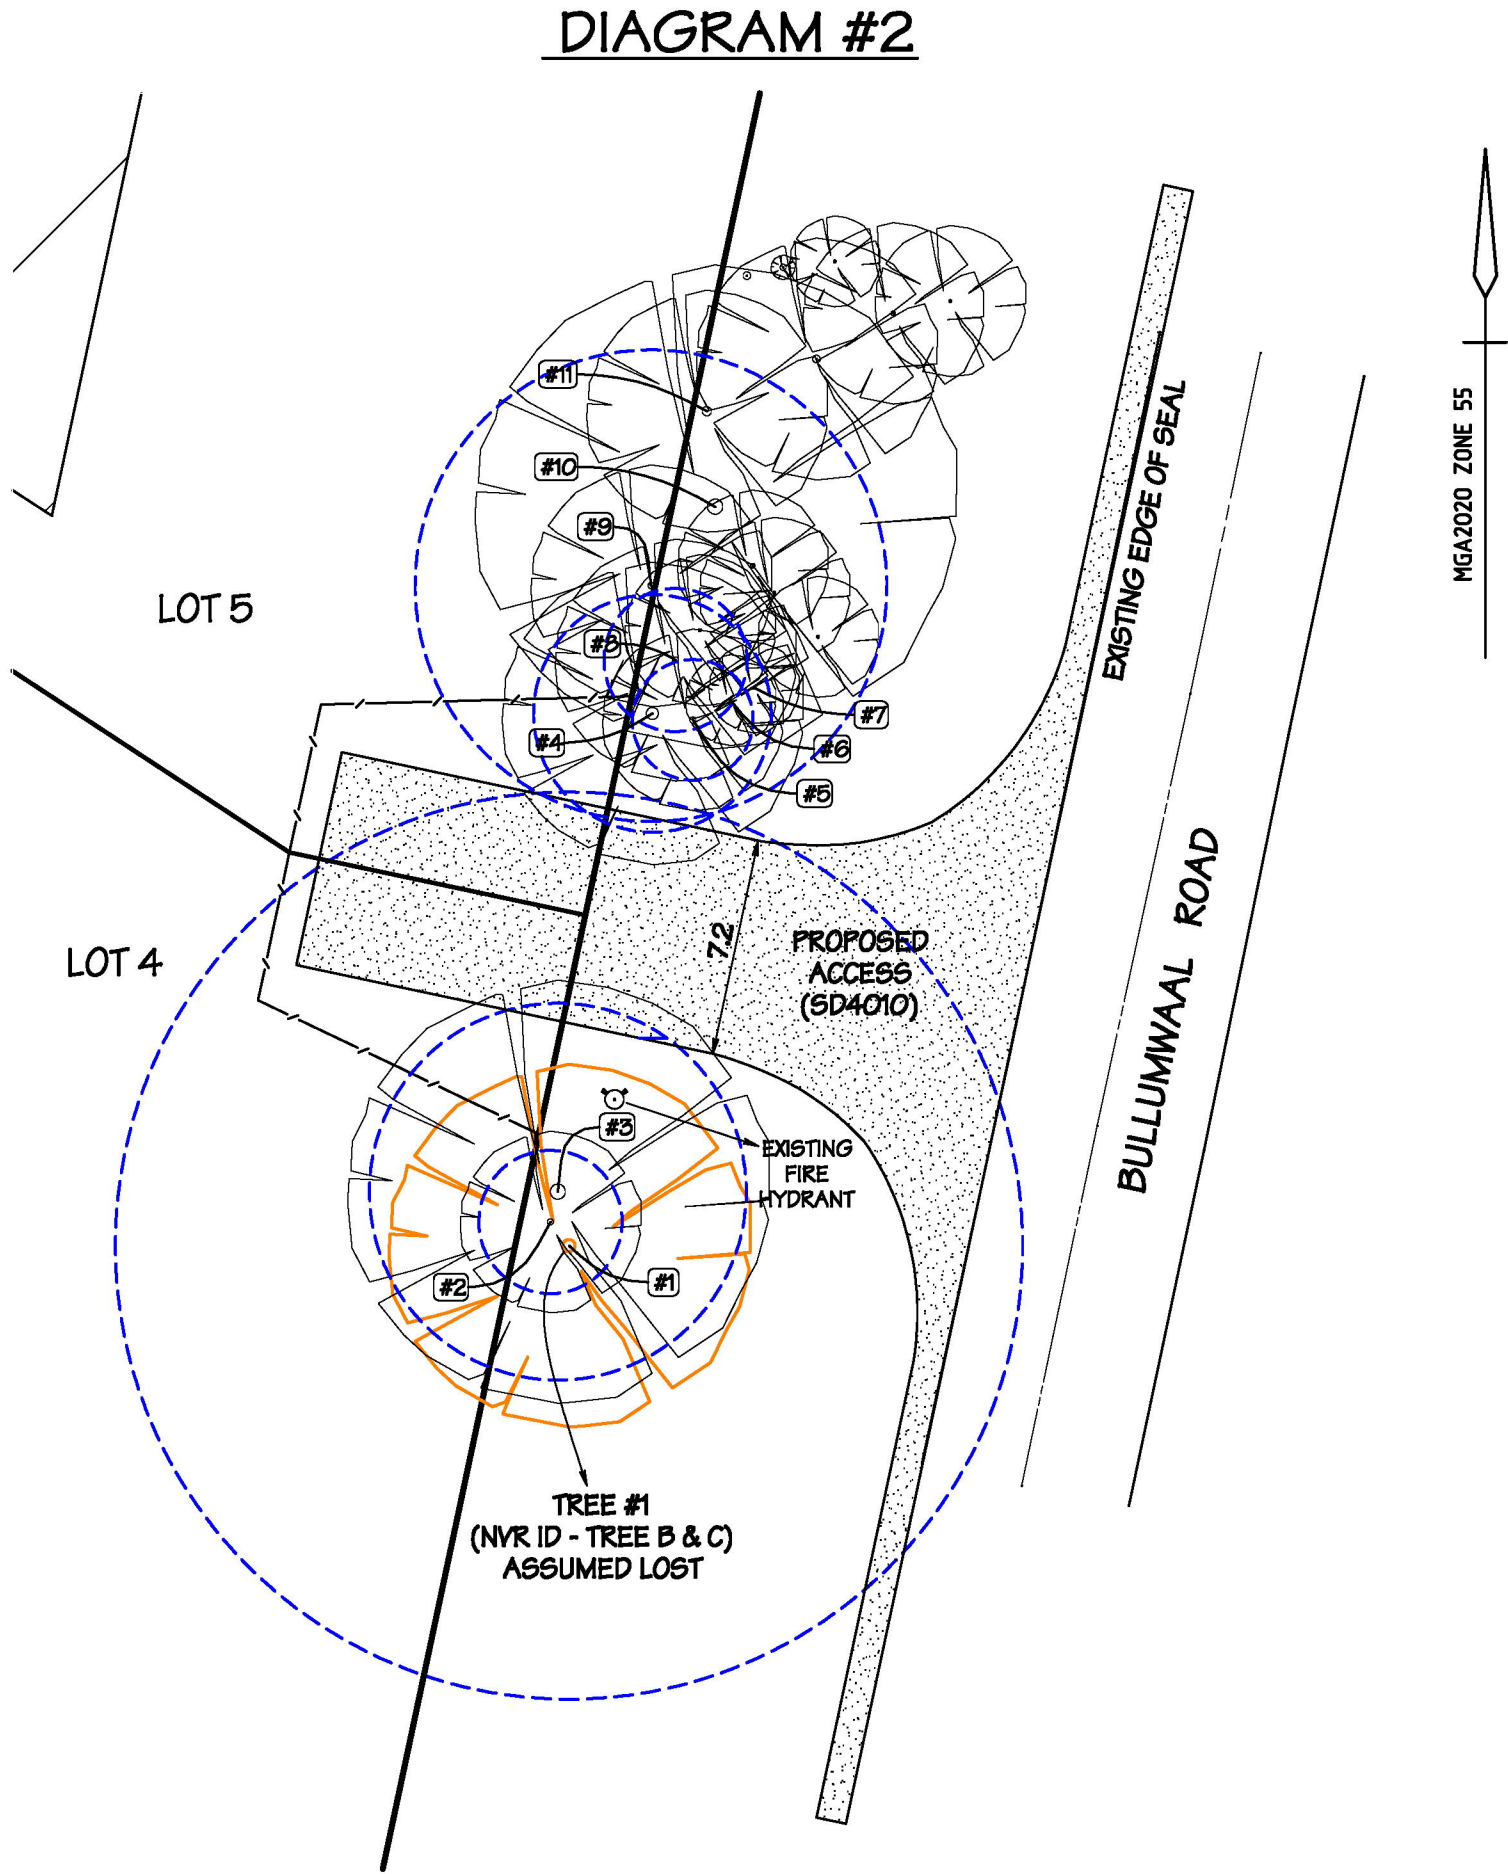 DIAGRAM #2
MGA2020 ZONE 55
#11
#10
#9
EXISTING EDGE OF SEAL
LOT 5
#8
#7
#4
#6
#5
BULLUMWAAL ROAD
7.2
PROPOSED
ACCESS
(SD4010)
LOT 4
#3
EXISTING
FIRE
HYDRANT
#2
#1
TREE #1
(NVR ID - TREE B & C)
ASSUMED LOST